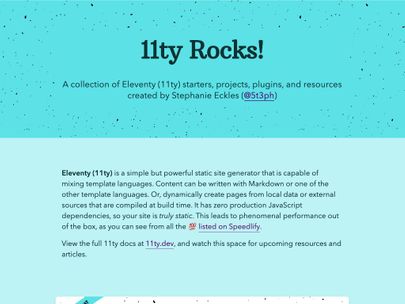 11ty Rocks!
A collection of Eleventy (11ty) starters, projects, plugins, and resources
created by Stephanie Eckles (@5t3ph)
Eleventy (11ty) is a simple but powerful static site generator that is capable of
mixing template languages. Content can be written with Markdown or one of the
other template languages. Or, dynamically create pages from local data or external
sources that are compiled at build time. It has zero production JavaScript
dependencies, so your site is truly static. This leads to phenomenal performance out
of the box, as you can see from all the 💯 listed on Speedlify.
View the full 11ty docs at 11ty.dev, and watch this space for upcoming resources and
articles.